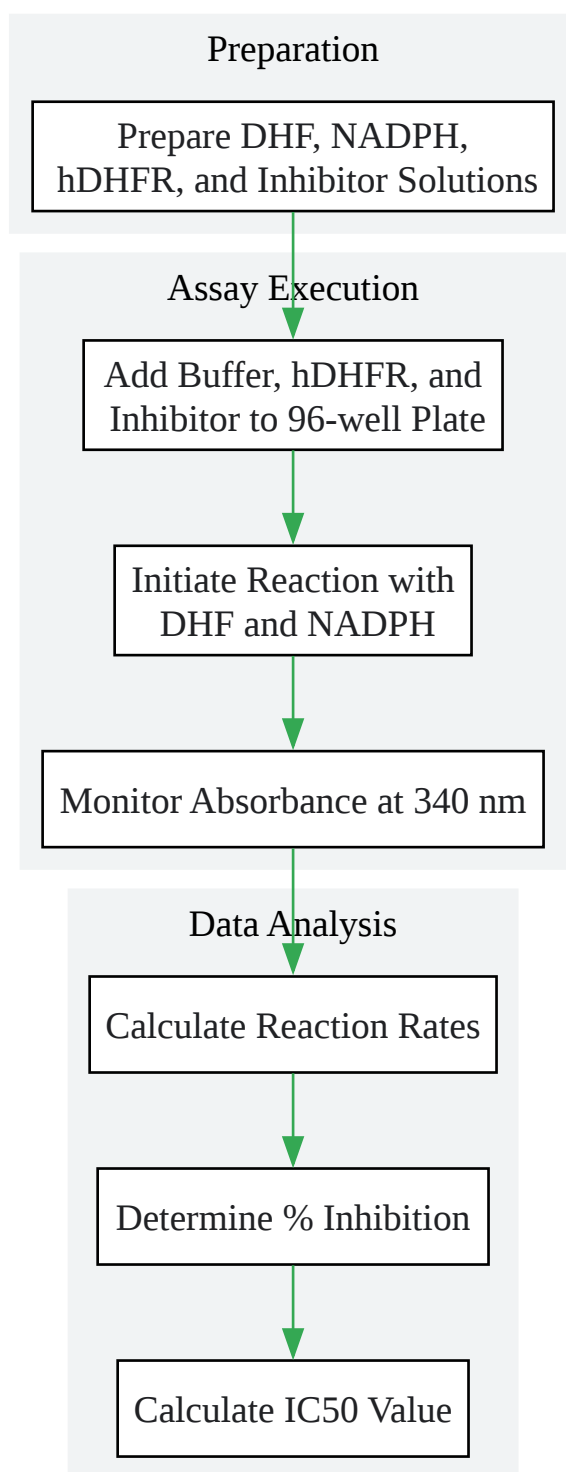 Preparation
Prepare DHF, NADPH,
hDHFR, and Inhibitor Solutions
Assay Execution
Add Buffer, hDHFR, and
Inhibitor to 96-well Plate
Initiate Reaction with
DHF and NADPH
Monitor Absorbance at 340 nm
Data Analysis
Calculate Reaction Rates
Determine % Inhibition
Calculate IC50 Value